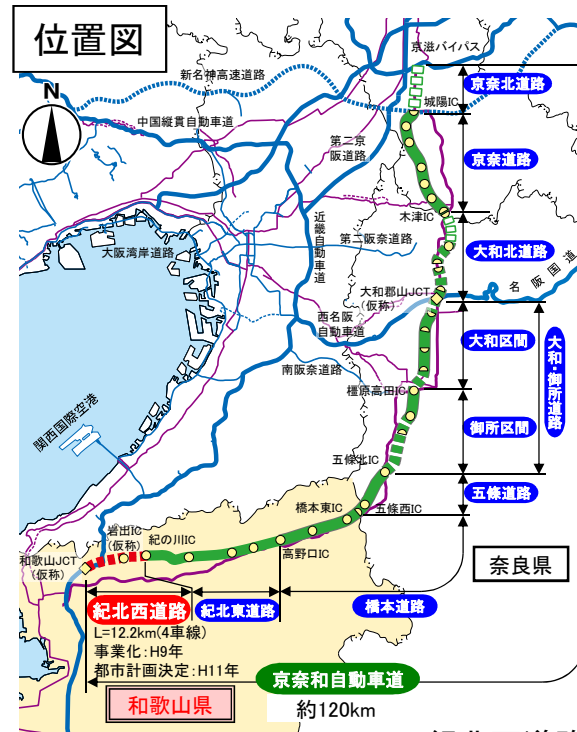 位置図
N
京滋バイパス
新名神高速道路
京奈北道路
城陽IC
中国縦貫自動車道
第二京
阪道路
京奈道路
木津IC
近畿自動車道
第二阪奈道路
大和北道路
大阪湾岸道路
名阪国道
大和郡山JCT
(仮称)
西名阪
自動車道
大和区間
大和・御所道路
南阪奈道路
橿原高田IC
関西国際空港
御所区間
五條北IC
五條道路
橋本東IC
五條西IC
岩出IC
(仮称)
紀の川IC
高野口IC
和歌山JCT
(仮称)
奈良県
紀北西道路
紀北東道路
橋本道路
L=12.2km(4車線)
事業化:H9年
都市計画決定:H11年
京奈和自動車道
和歌山県
約120km